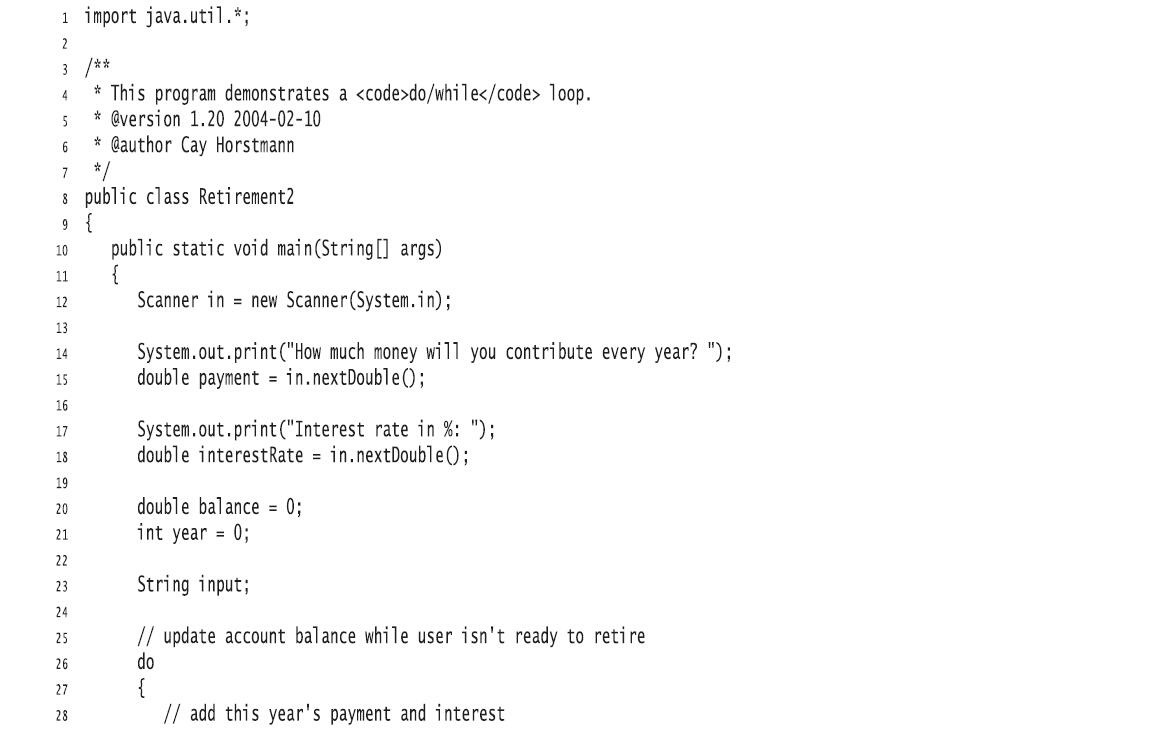 1 import java.util.*;
2
3 /**
4  * This program demonstrates a <code>do/while</code> loop.
5  * @version 1.20 2004-02-10
6  * @author Cay Horstmann
7  */
8 public class Retirement2
9 {
10    public static void main(String[] args)
11    {
12       Scanner in = new Scanner(System.in);
13
14       System.out.print("How much money will you contribute every year? ");
15       double payment = in.nextDouble();
16
17       System.out.print("Interest rate in %: ");
18       double interestRate = in.nextDouble();
19
20       double balance = 0;
21       int year = 0;
22
23       String input;
24
25       // update account balance while user isn't ready to retire
26       do
27       {
28          // add this year's payment and interest